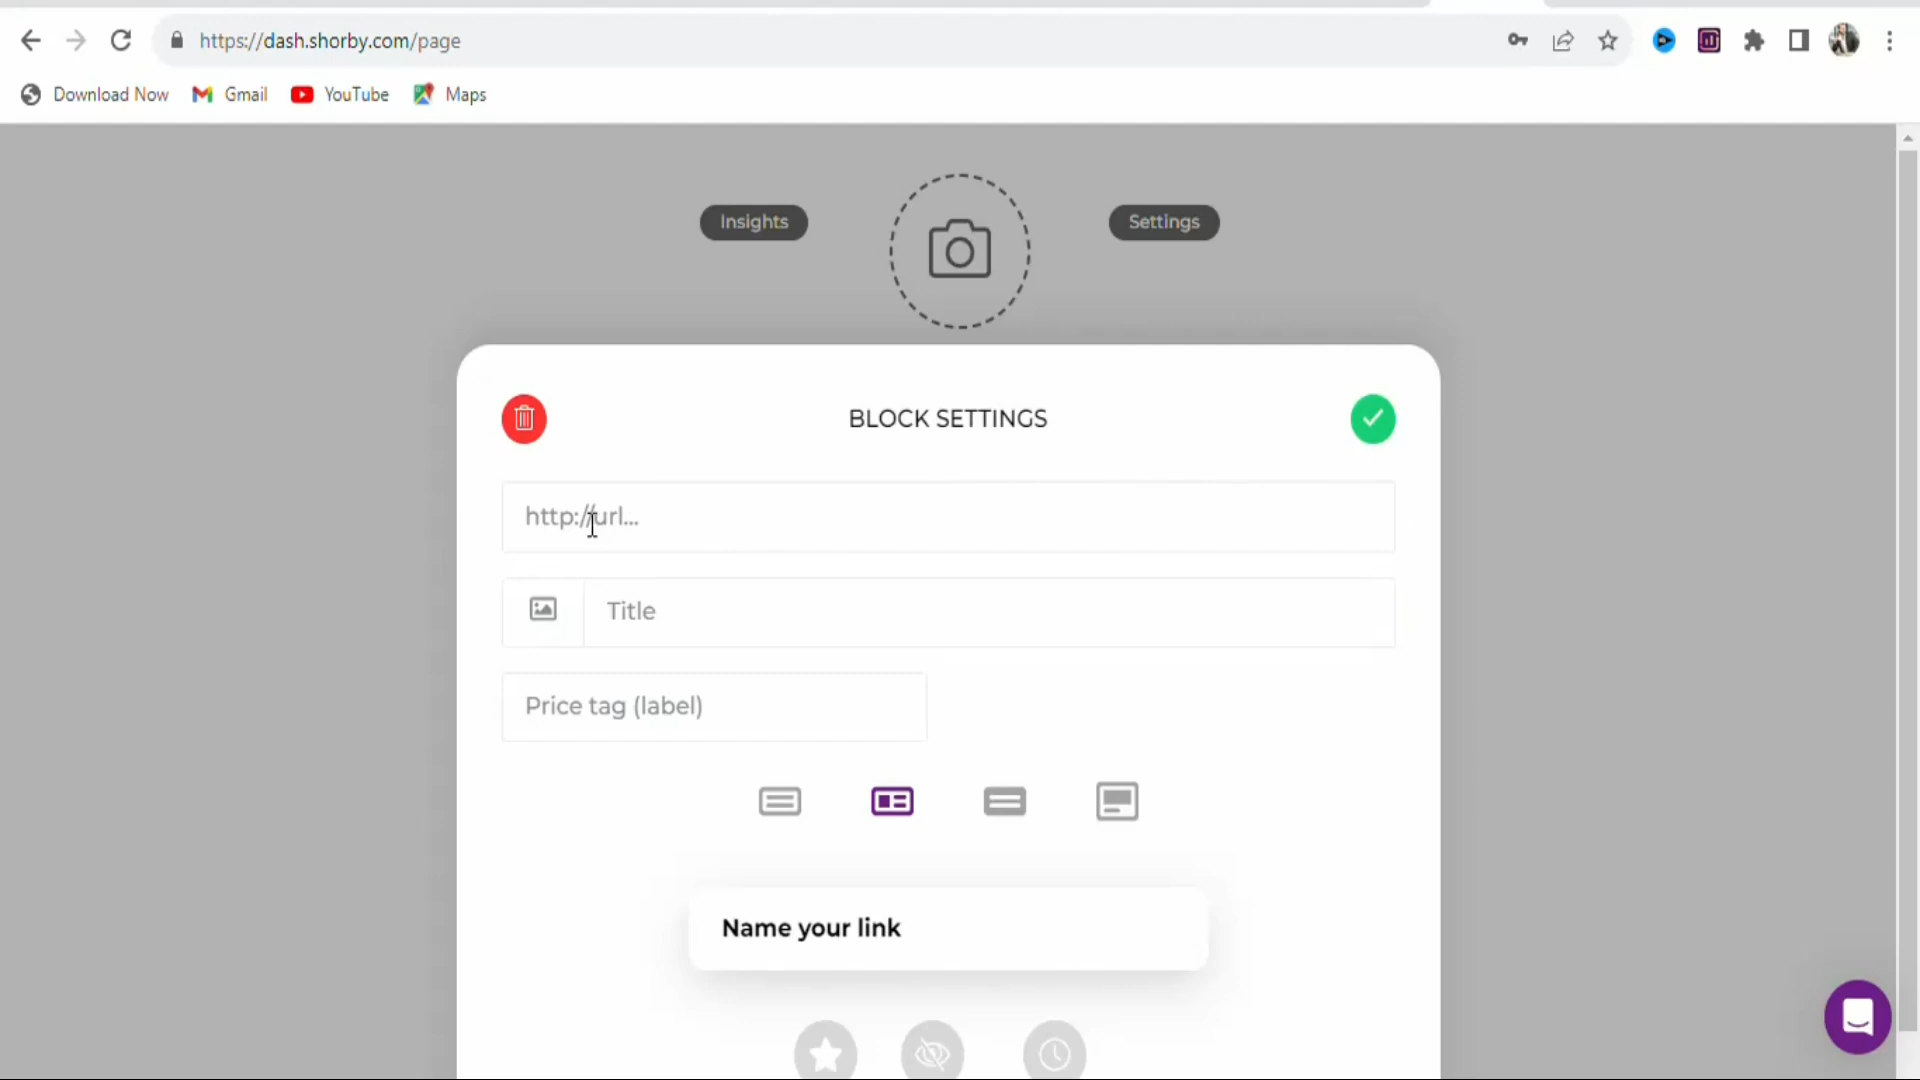 https://dash.shorby.com/page
Download Now Gmail YouTube Maps
Insights Settings
BLOCK SETTINGS
http://url...
Title
Price tag (label)
Name your link